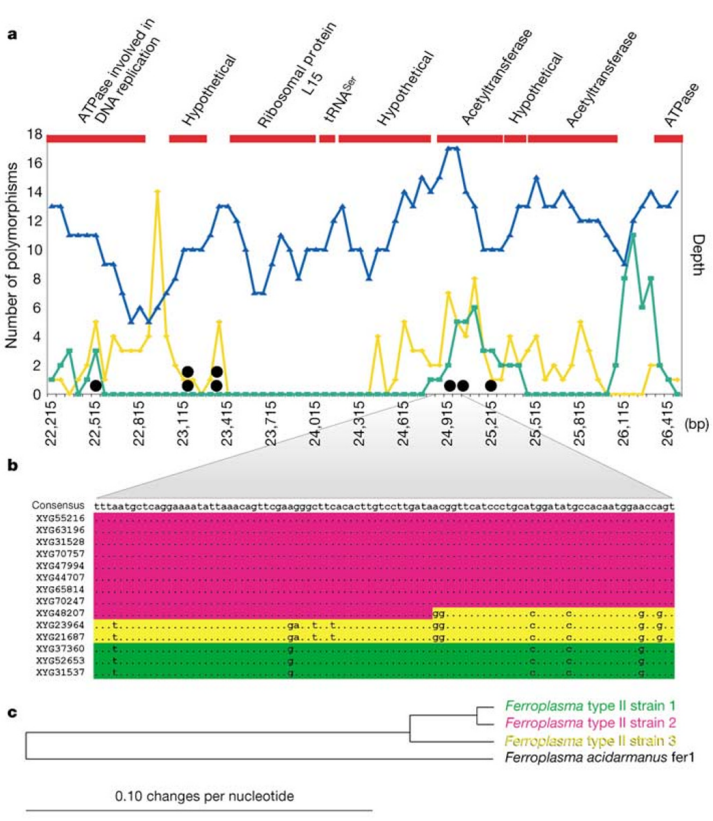 a
ATPase involved in
DNA replication
Hypothetical
Ribosomal protein
L15
tRNASer
Hypothetical
Acetyltransferase
Hypothetical
Acetyltransferase
ATPase
Number of polymorphisms
18
16
14
12
10
8
6
4
2
0
Depth
22,215 22,515 22,815 23,115 23,415 23,715 24,015 24,315 24,615 24,915 25,215 25,515 25,815 26,115 26,415 (bp)
b
Consensus tttaatgctcaggaaaatattaaacagttcgaagggcttcacacttgtccttgataacggttcatccctgcatggatatgccacaatggaaccagt
XYG55216
XYG63196
XYG31528
XYG70757
XYG47994
XYG44707
XYG65814
XYG70247
XYG48207 gg c c g g
XYG23964 t ga t t gg c c g g
XYG21687 t ga t t gg c c g g
XYG37360 t g c c g
XYG52653 t g c c g
XYG31537 t g c c g
c
Ferroplasma type II strain 1
Ferroplasma type II strain 2
Ferroplasma type II strain 3
Ferroplasma acidarmanus fer1
0.10 changes per nucleotide